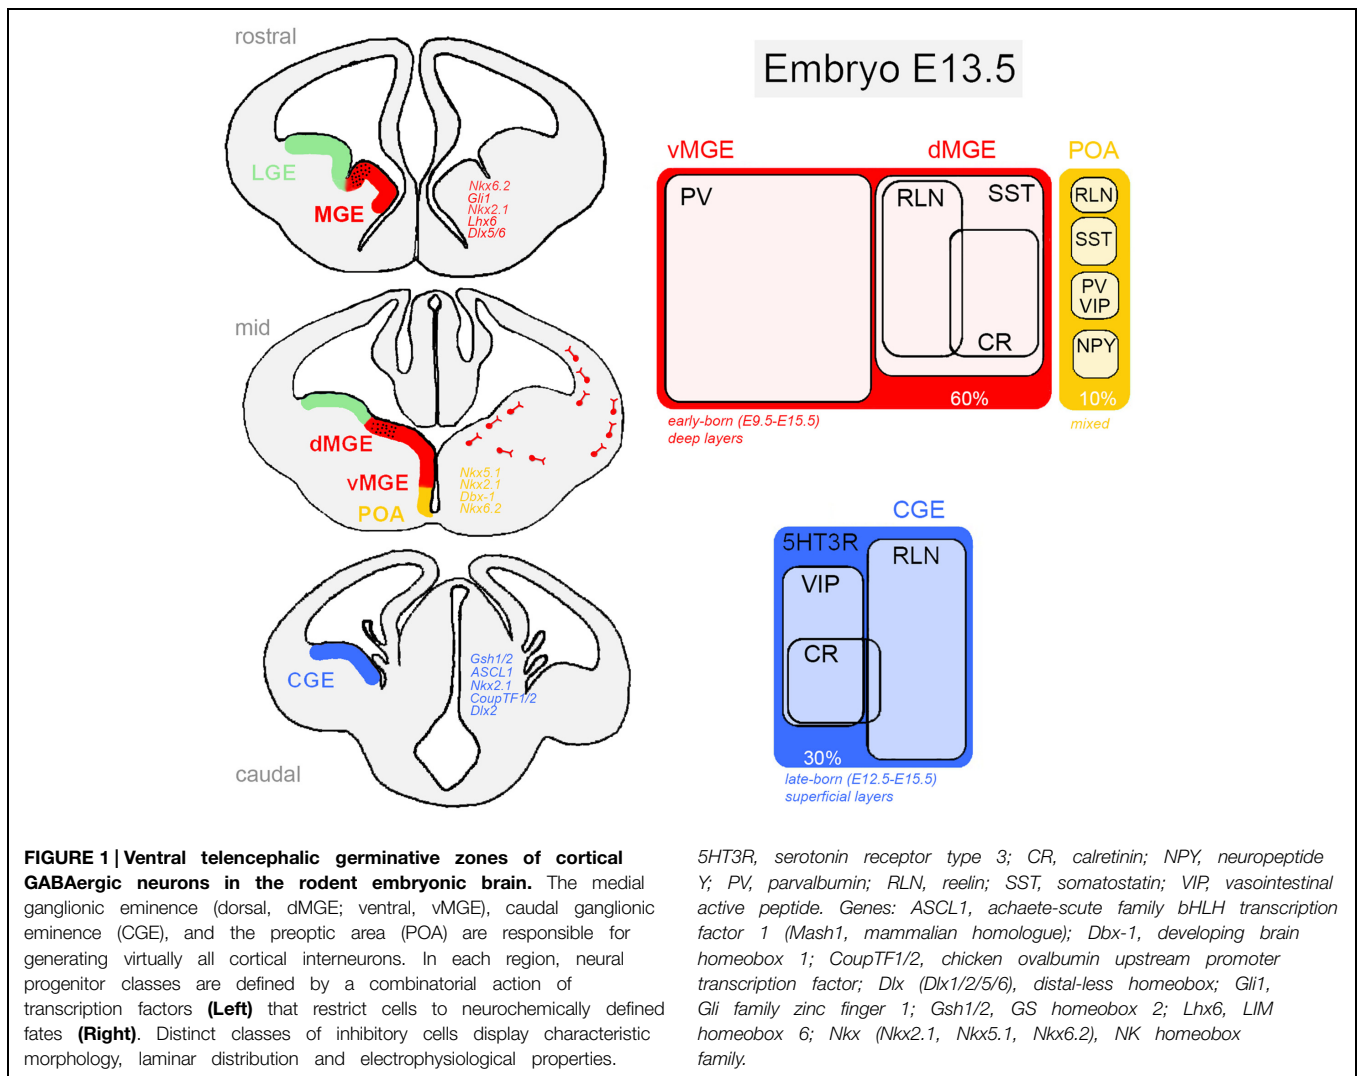 rostral
Embryo E13.5
LGE
MGE
Nkx6.2
Gli1
Nkx2.1
Lhx6
Dlx5/6
vMGE
dMGE
POA
PV
RLN
SST
CR
60%
RLN
SST
PV
VIP
NPY
10%
early-born (E9.5-E15.5)
deep layers
mixed
mid
dMGE
vMGE
POA
Nkx5.1
Nkx2.1
Dbx-1
Nkx6.2
CGE
5HT3R
RLN
VIP
CR
30%
late-born (E12.5-E15.5)
superficial layers
CGE
Gsh1/2
ASCL1
Nkx2.1
CoupTF1/2
Dlx2
caudal
FIGURE 1 | Ventral telencephalic germinative zones of cortical
GABAergic neurons in the rodent embryonic brain. The medial
ganglionic eminence (dorsal, dMGE; ventral, vMGE), caudal ganglionic
eminence (CGE), and the preoptic area (POA) are responsible for
generating virtually all cortical interneurons. In each region, neural
progenitor classes are defined by a combinatorial action of
transcription factors (Left) that restrict cells to neurochemically defined
fates (Right). Distinct classes of inhibitory cells display characteristic
morphology, laminar distribution and electrophysiological properties.
5HT3R, serotonin receptor type 3; CR, calretinin; NPY, neuropeptide
Y; PV, parvalbumin; RLN, reelin; SST, somatostatin; VIP, vasointestinal
active peptide. Genes: ASCL1, achaete-scute family bHLH transcription
factor 1 (Mash1, mammalian homologue); Dbx-1, developing brain
homeobox 1; CoupTF1/2, chicken ovalbumin upstream promoter
transcription factor; Dlx (Dlx1/2/5/6), distal-less homeobox; Gli1,
Gli family zinc finger 1; Gsh1/2, GS homeobox 2; Lhx6, LIM
homeobox 6; Nkx (Nkx2.1, Nkx5.1, Nkx6.2), NK homeobox
family.